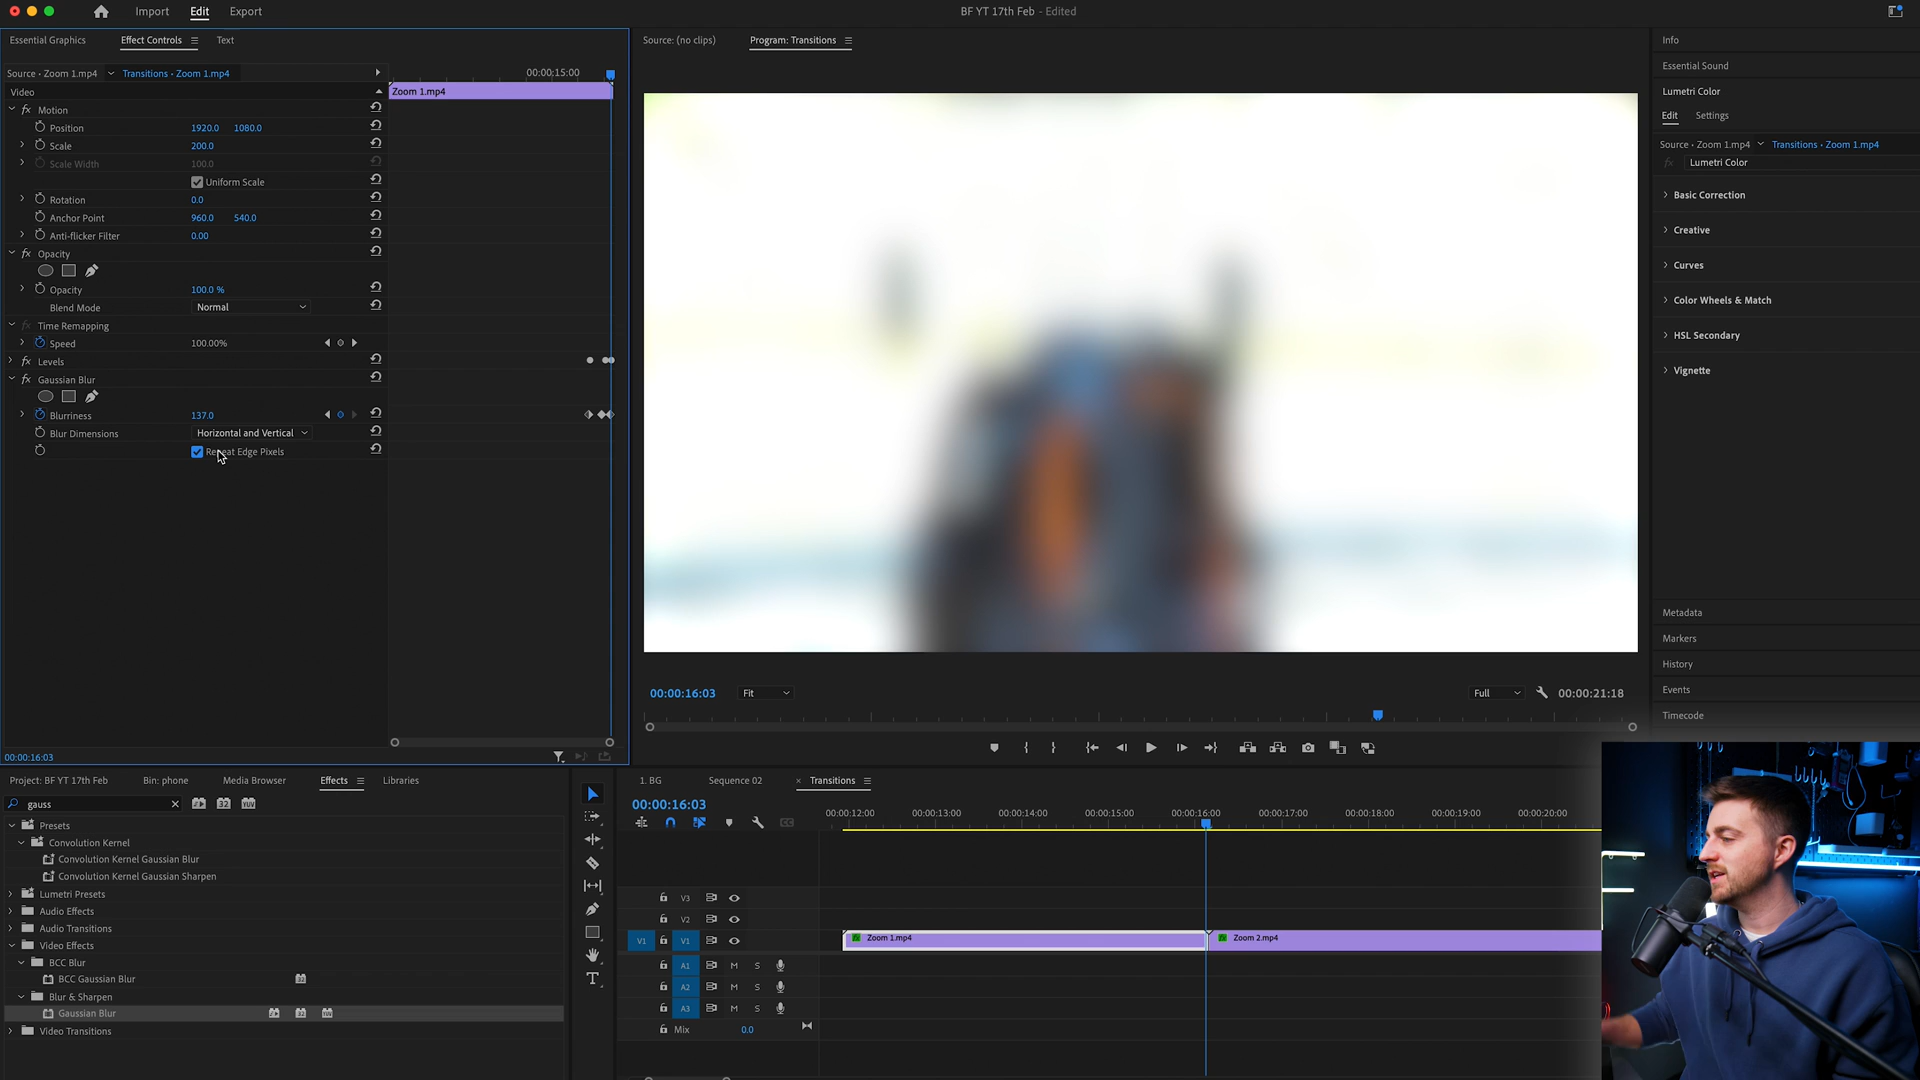 Import
Edit
Export
BF YT 17th Feb - Edited
Essential Graphics
Effect Controls
Text
Source: (no clips)
Program: Transitions
Info
Essential Sound
Lumetri Color
Edit
Settings
Source • Zoom 1.mp4
Transitions • Zoom 1.mp4
Lumetri Color
Basic Correction
Creative
Curves
Color Wheels & Match
HSL Secondary
Vignette
Metadata
Markers
History
Events
Timecode
Source • Zoom 1.mp4
Transitions • Zoom 1.mp4
00:00:15:00
Video
Zoom 1.mp4
fx Motion
Position 1920.0 1080.0
Scale 200.0
Scale Width 100.0
Uniform Scale
Rotation 0.0
Anchor Point 960.0 540.0
Anti-flicker Filter 0.00
fx Opacity
Opacity 100.0 %
Blend Mode Normal
fx Time Remapping
Speed 100.00%
fx Levels
fx Gaussian Blur
Blurriness 137.0
Blur Dimensions Horizontal and Vertical
Repeat Edge Pixels
00:00:16:03
00:00:16:03
Fit
Full
00:00:21:18
Project: BF YT 17th Feb
Bin: phone
Media Browser
Effects
Libraries
gauss
32
YUV
Presets
Convolution Kernel
Convolution Kernel Gaussian Blur
Convolution Kernel Gaussian Sharpen
Lumetri Presets
Audio Effects
Audio Transitions
Video Effects
BCC Blur
BCC Gaussian Blur
Blur & Sharpen
Gaussian Blur
Video Transitions
1. BG
Sequence 02
× Transitions
00:00:16:03
00:00:12:00
00:00:13:00
00:00:14:00
00:00:15:00
00:00:16:00
00:00:17:00
00:00:18:00
00:00:19:00
00:00:20:00
V3
V2
V1 V1
Zoom 1.mp4
Zoom 2.mp4
A1 M S
A2 M S
A3 M S
Mix 0.0